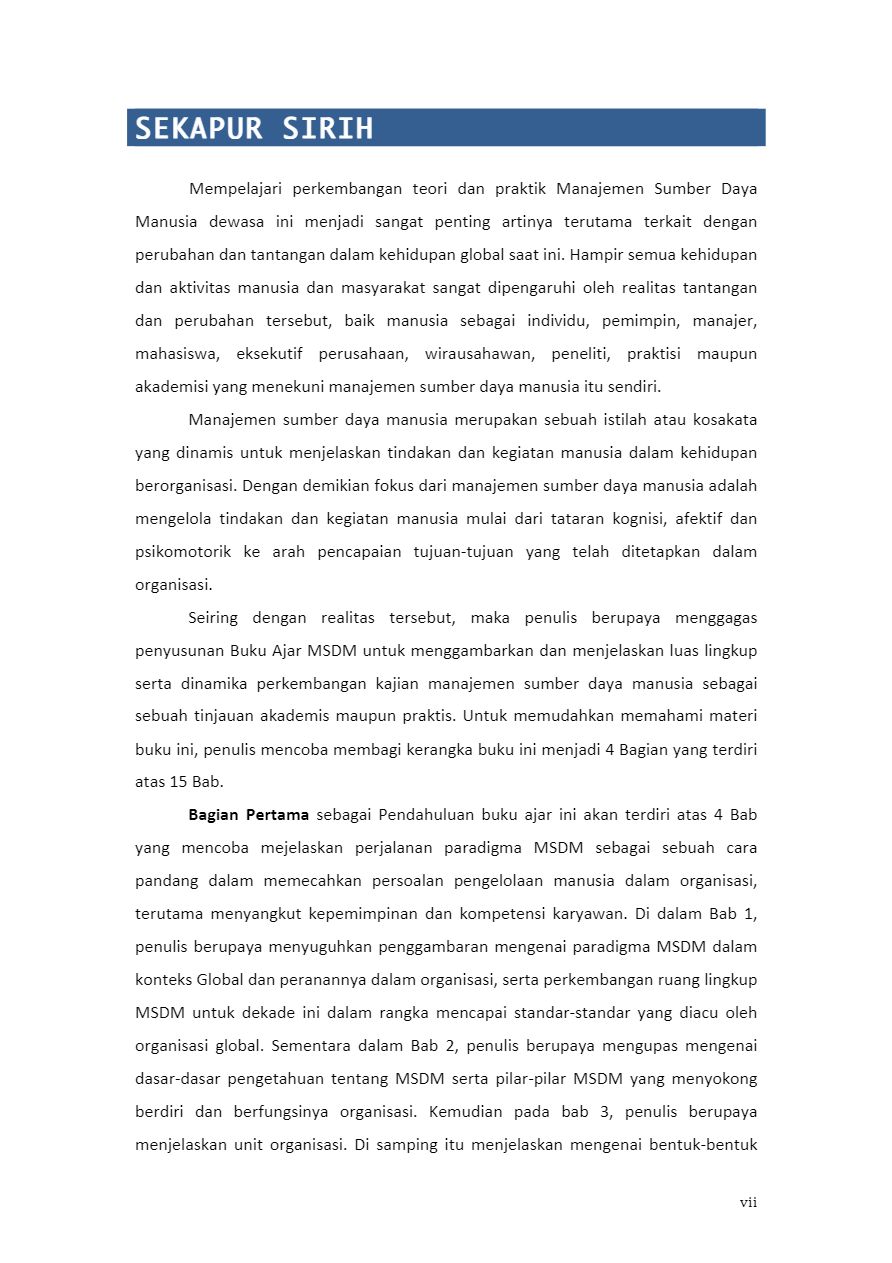 SEKAPUR SIRIH
Mempelajari perkembangan teori dan praktik Manajemen Sumber Daya
Manusia dewasa ini menjadi sangat penting artinya terutama terkait dengan
perubahan dan tantangan dalam kehidupan global saat ini. Hampir semua kehidupan
dan aktivitas manusia dan masyarakat sangat dipengaruhi oleh realitas tantangan
dan perubahan tersebut, baik manusia sebagai individu, pemimpin, manajer,
mahasiswa, eksekutif perusahaan, wirausahawan, peneliti, praktisi maupun
akademisi yang menekuni manajemen sumber daya manusia itu sendiri.
Manajemen sumber daya manusia merupakan sebuah istilah atau kosakata
yang dinamis untuk menjelaskan tindakan dan kegiatan manusia dalam kehidupan
berorganisasi. Dengan demikian fokus dari manajemen sumber daya manusia adalah
mengelola tindakan dan kegiatan manusia mulai dari tataran kognisi, afektif dan
psikomotorik ke arah pencapaian tujuan-tujuan yang telah ditetapkan dalam
organisasi.
Seiring dengan realitas tersebut, maka penulis berupaya menggagas
penyusunan Buku Ajar MSDM untuk menggambarkan dan menjelaskan luas lingkup
serta dinamika perkembangan kajian manajemen sumber daya manusia sebagai
sebuah tinjauan akademis maupun praktis. Untuk memudahkan memahami materi
buku ini, penulis mencoba membagi kerangka buku ini menjadi 4 Bagian yang terdiri
atas 15 Bab.
Bagian Pertama sebagai Pendahuluan buku ajar ini akan terdiri atas 4 Bab
yang mencoba mejelaskan perjalanan paradigma MSDM sebagai sebuah cara
pandang dalam memecahkan persoalan pengelolaan manusia dalam organisasi,
terutama menyangkut kepemimpinan dan kompetensi karyawan. Di dalam Bab 1,
penulis berupaya menyuguhkan penggambaran mengenai paradigma MSDM dalam
konteks Global dan peranannya dalam organisasi, serta perkembangan ruang lingkup
MSDM untuk dekade ini dalam rangka mencapai standar-standar yang diacu oleh
organisasi global. Sementara dalam Bab 2, penulis berupaya mengupas mengenai
dasar-dasar pengetahuan tentang MSDM serta pilar-pilar MSDM yang menyokong
berdiri dan berfungsinya organisasi. Kemudian pada bab 3, penulis berupaya
menjelaskan unit organisasi. Di samping itu menjelaskan mengenai bentuk-bentuk
vii